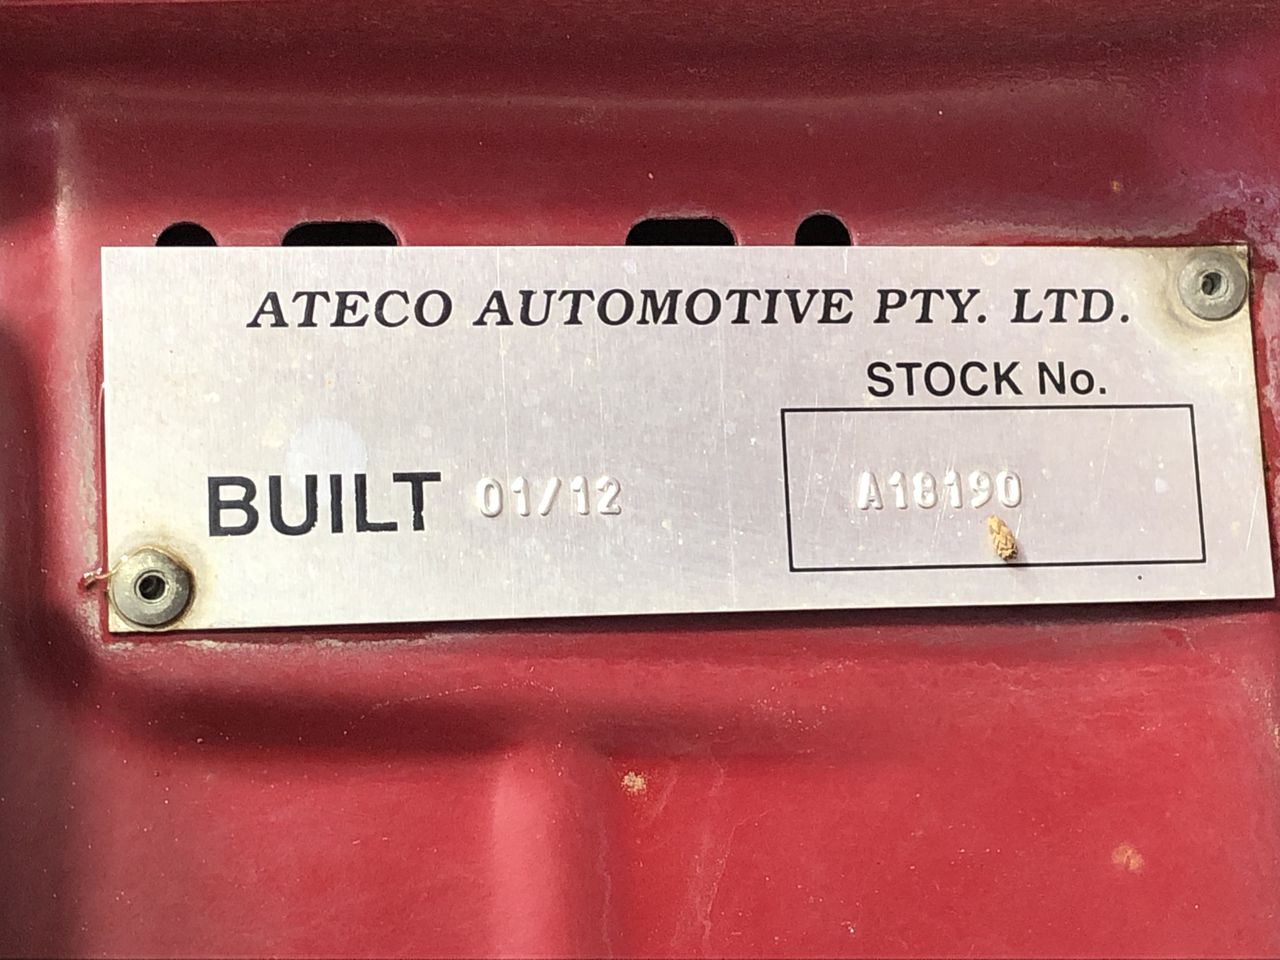 ATECO AUTOMOTIVE PTY. LTD.
STOCK No.
BUILT 01/12
A18190